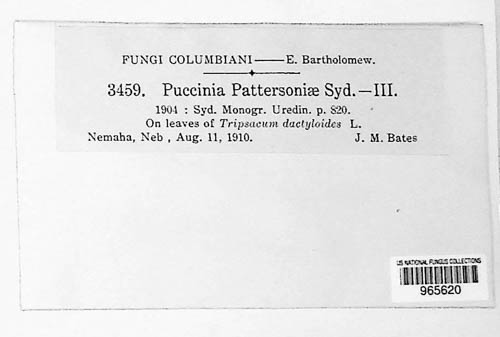 FUNGI COLUMBIANI—E. Bartholomew.
3459. Puccinia Pattersoniæ Syd.—III.
1904 : Syd. Monogr. Uredin. p. 820.
On leaves of Tripsacum dactyloides L.
Nemaha, Neb , Aug. 11, 1910. J. M. Bates
US NATIONAL FUNGUS COLLECTIONS
965620